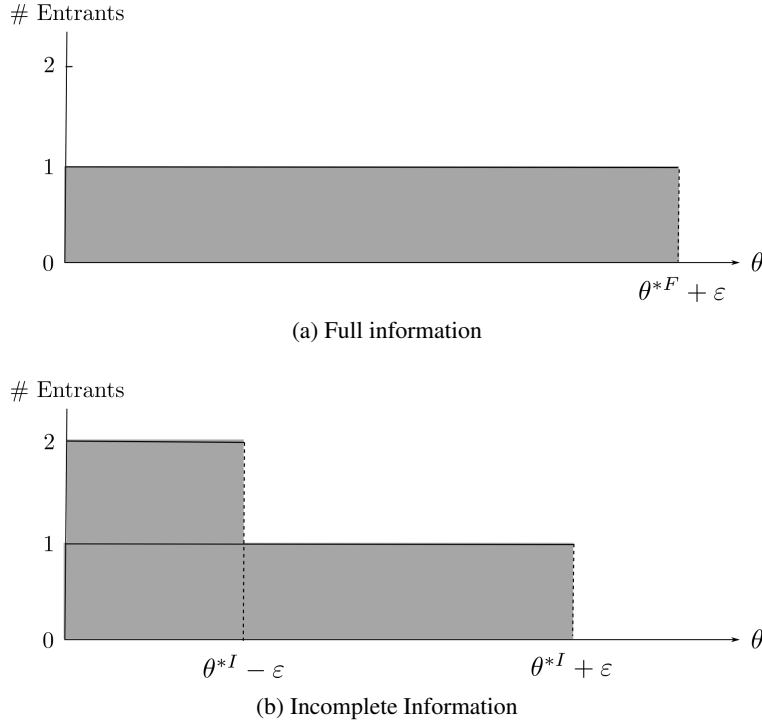 # Entrants
2
1
0
θ
θ*F + ε
(a) Full information
# Entrants
2
1
0
θ
θ*I − ε
θ*I + ε
(b) Incomplete Information